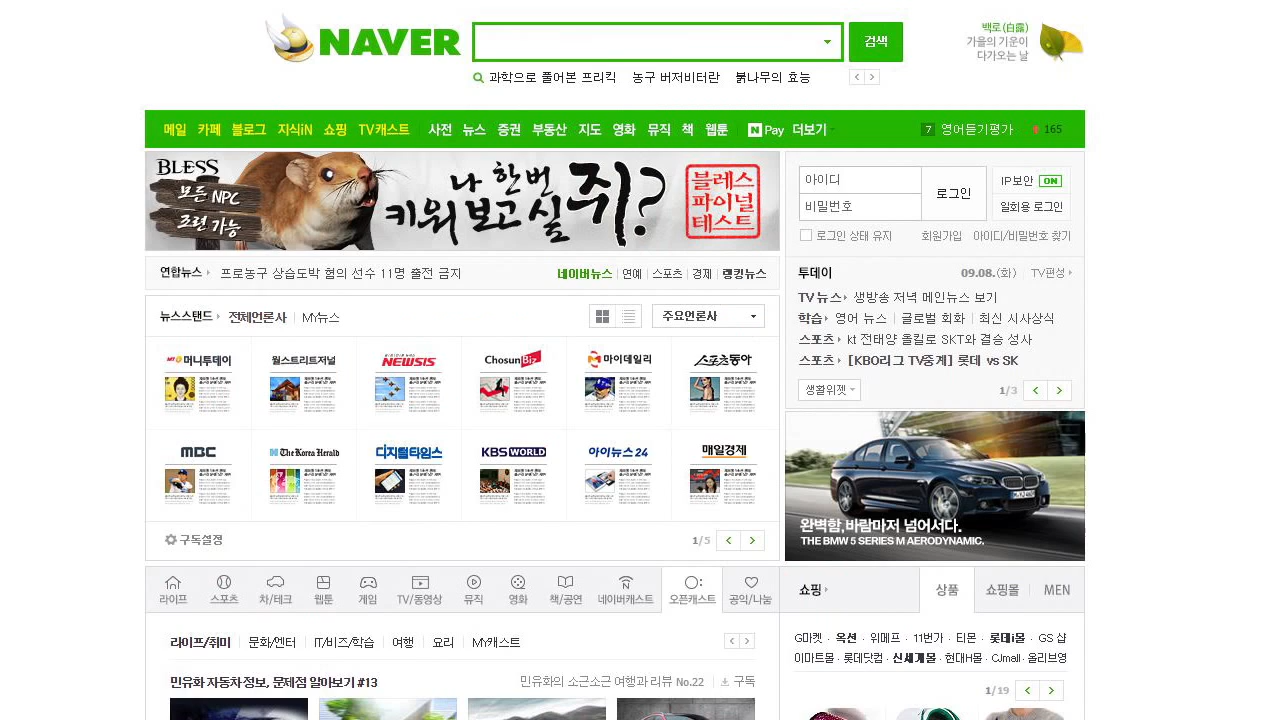 NAVER
검색
백로(白露)
가을의 기운이
다가오는 날
과학으로 풀어본 프리킥 농구 버저비터란 붉나무의 효능
메일 카페 블로그 지식iN 쇼핑 TV캐스트 사전 뉴스 증권 부동산 지도 영화 뮤직 책 웹툰 N Pay 더보기
7 영어듣기평가 165
BLESS
모든 NPC
조련 가능
나 한번
키워보고 싶쥐?
블레스
파이널
테스트
아이디
비밀번호
로그인
IP보안 ON
일회용 로그인
로그인 상태 유지 회원가입 아이디/비밀번호 찾기
연합뉴스 프로농구 상습도박 혐의 선수 11명 출전 금지
네이버뉴스 연예 스포츠 경제 랭킹뉴스
투데이 09.08.(화) TV편성
TV 뉴스 생방송 저녁 메인뉴스 보기
학습 영어 뉴스 글로벌 회화 최신 시사상식
스포츠 kt 전태양 올킬로 SKT와 결승 성사
스포츠 [KBO리그 TV중계] 롯데 vs SK
생활위젯 1/3
뉴스스탠드 전체언론사 MY뉴스 주요언론사
MY 머니투데이 월스트리트저널 NEWSIS ChosunBiz 마이데일리 스포츠동아
MBC The Korea Herald 디지털타임스 KBS WORLD 아이뉴스24 매일경제
구독설정 1/5
완벽함,바람마저 넘어서다.
THE BMW 5 SERIES M AERODYNAMIC.
라이프 스포츠 차/테크 웹툰 게임 TV/동영상 뮤직 영화 책/공연 네이버캐스트 오픈캐스트 공익/나눔
쇼핑 상품 쇼핑몰 MEN
라이프/취미 문화/엔터 IT/비즈/학습 여행 요리 MY캐스트
민유화 자동차 정보, 문제점 알아보기 #13 민유화의 소근소근 여행과 리뷰 No.22 구독
G마켓 · 옥션 · 위메프 · 11번가 · 티몬 · 롯데i몰 · GS 샵
이마트몰 · 롯데닷컴 · 신세계몰 · 현대H몰 · CJmall · 올리브영
1/19